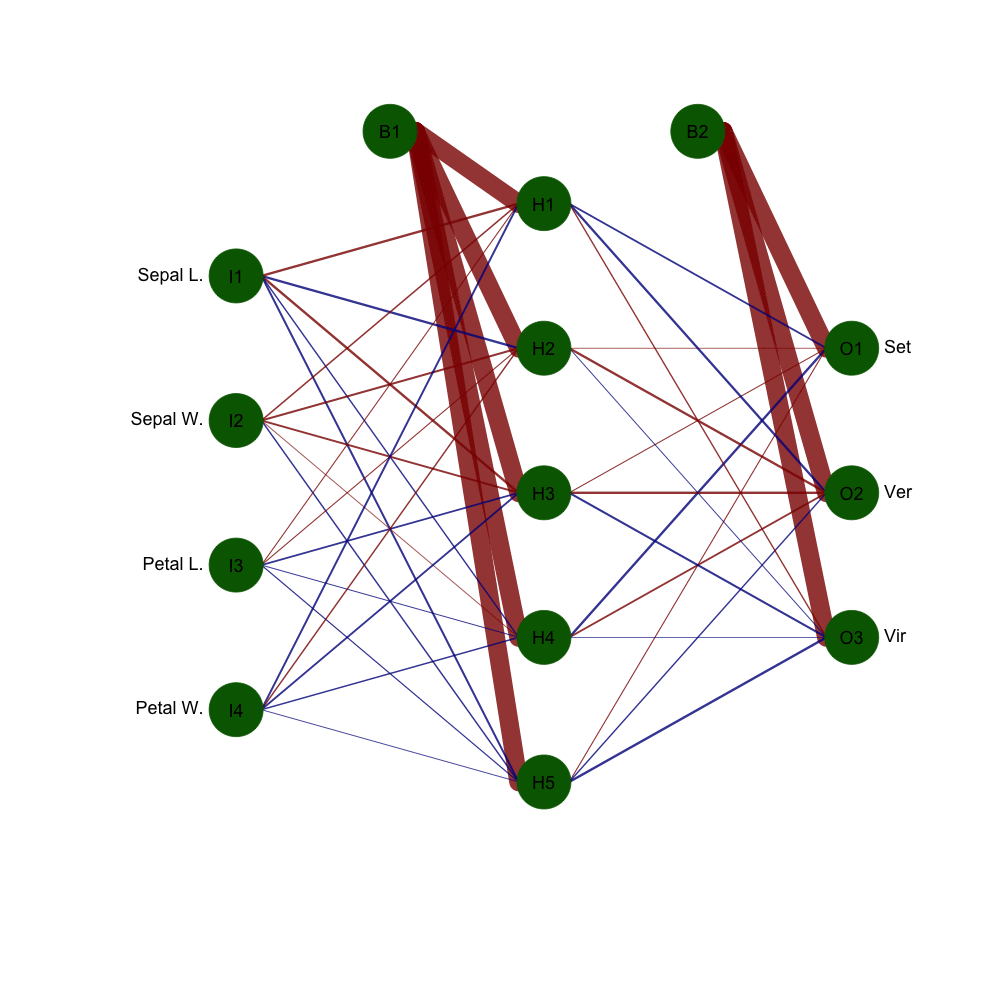 B1
B2
H1
Sepal L.
I1
H2
O1
Set
Sepal W.
I2
H3
O2
Ver
Petal L.
I3
H4
O3
Vir
Petal W.
I4
H5